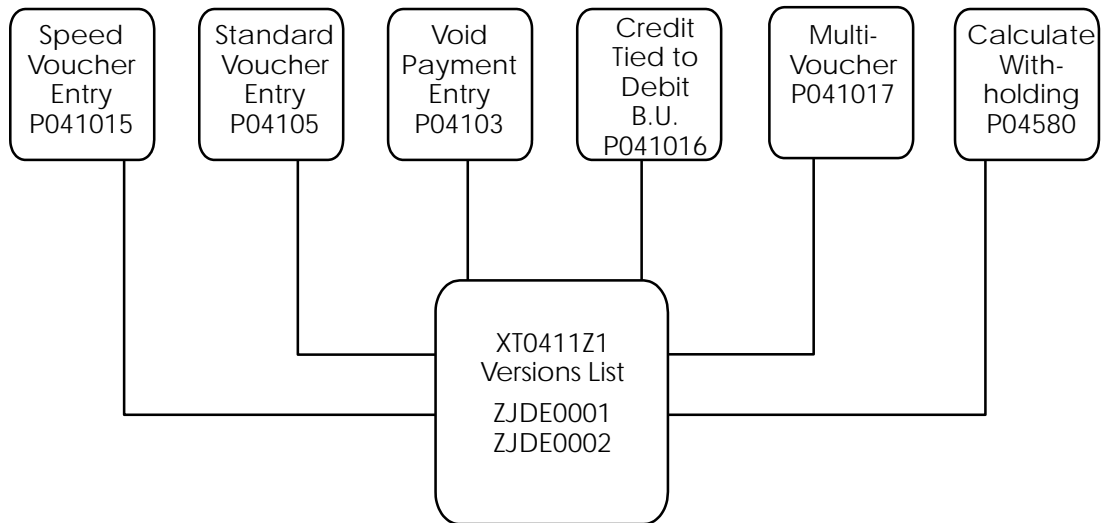 Speed
Voucher
Entry
P041015
Standard
Voucher
Entry
P04105
Void
Payment
Entry
P04103
Credit
Tied to
Debit
B.U.
P041016
Multi-
Voucher
P041017
Calculate
With-
holding
P04580
XT0411Z1
Versions List
ZJDE0001
ZJDE0002